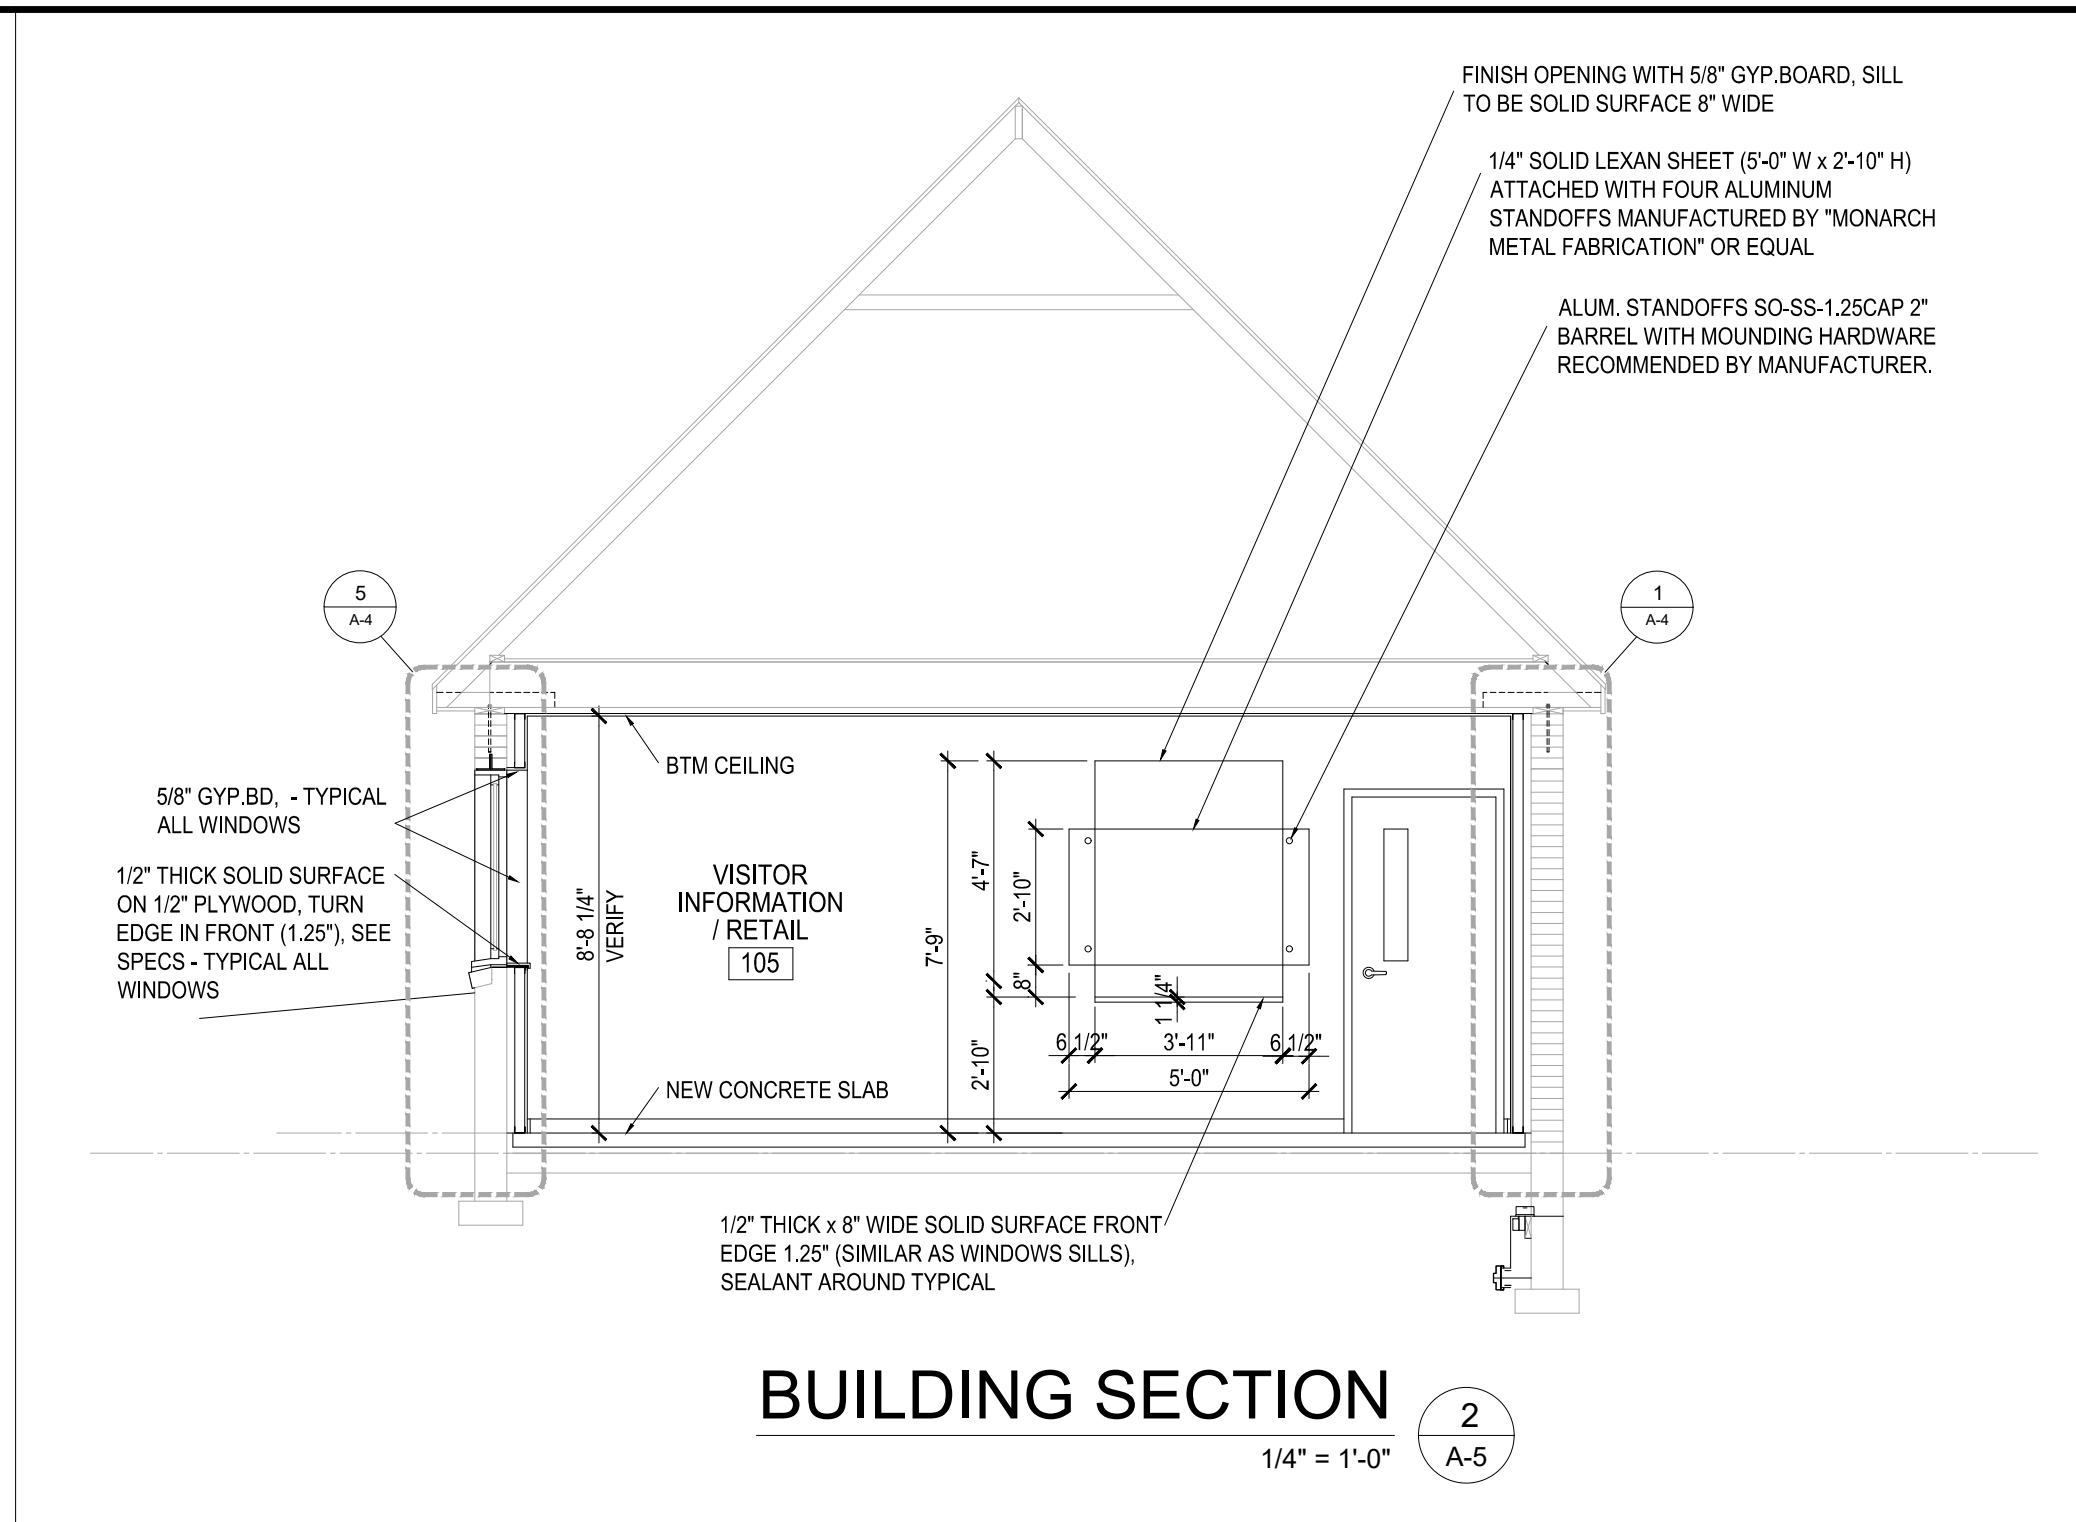 FINISH OPENING WITH 5/8" GYP.BOARD, SILL
TO BE SOLID SURFACE 8" WIDE
1/4" SOLID LEXAN SHEET (5'-0" W x 2'-10" H)
ATTACHED WITH FOUR ALUMINUM
STANDOFFS MANUFACTURED BY "MONARCH
METAL FABRICATION" OR EQUAL
ALUM. STANDOFFS SO-SS-1.25CAP 2"
BARREL WITH MOUNDING HARDWARE
RECOMMENDED BY MANUFACTURER.
5
A-4
1
A-4
BTM CEILING
5/8" GYP.BD, - TYPICAL
ALL WINDOWS
1/2" THICK SOLID SURFACE
ON 1/2" PLYWOOD, TURN
EDGE IN FRONT (1.25"), SEE
SPECS - TYPICAL ALL
WINDOWS
8'-8 1/4"
VERIFY
VISITOR
INFORMATION
/ RETAIL
105
7'-9"
4'-7"
2'-10"
8"
2'-10"
1 1/4"
6 1/2"
3'-11"
6 1/2"
5'-0"
NEW CONCRETE SLAB
1/2" THICK x 8" WIDE SOLID SURFACE FRONT
EDGE 1.25" (SIMILAR AS WINDOWS SILLS),
SEALANT AROUND TYPICAL
BUILDING SECTION
1/4" = 1'-0"
2
A-5